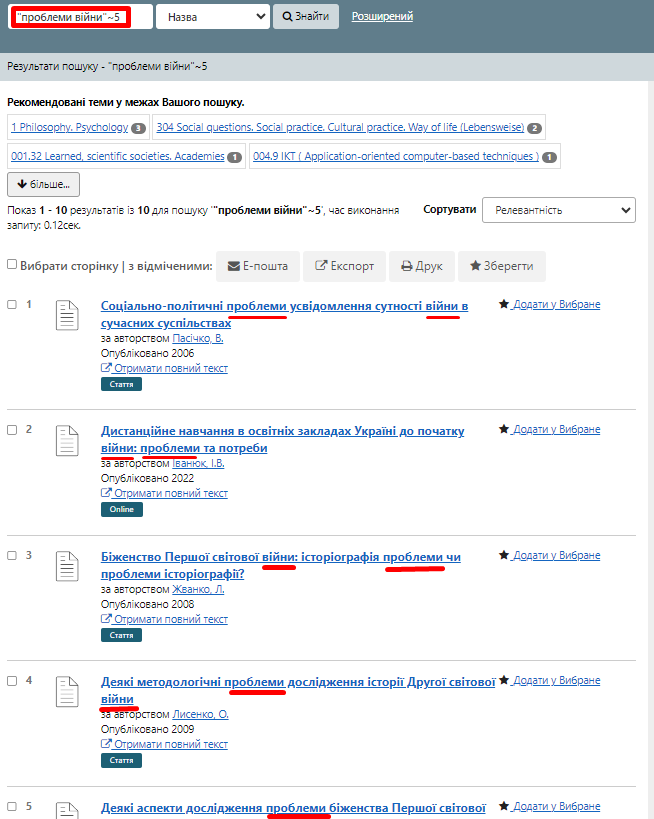 "проблеми війни"~5
Назва
Знайти
Розширений
Результати пошуку - "проблеми війни"~5
Рекомендовані теми у межах Вашого пошуку.
1 Philosophy. Psychology 3
304 Social questions. Social practice. Cultural practice. Way of life (Lebensweise) 2
001.32 Learned, scientific societies. Academies 1
004.9 ІКТ ( Application-oriented computer-based techniques ) 1
більше...
Показ 1 - 10 результатів із 10 для пошуку '"проблеми війни"~5', час виконання
запиту: 0.12сек.
Сортувати
Релевантність
Вибрати сторінку | з відміченими:
Е-пошта
Експорт
Друк
Зберегти
1
Соціально-політичні проблеми усвідомлення сутності війни в
сучасних суспільствах
за авторством Пасічко, В.
Опубліковано 2006
Отримати повний текст
Стаття
Додати у Вибране
2
Дистанційне навчання в освітніх закладах Україні до початку
війни: проблеми та потреби
за авторством Іванюк, І.В.
Опубліковано 2022
Отримати повний текст
Online
Додати у Вибране
3
Біженство Першої світової війни: історіографія проблеми чи
проблеми історіографії?
за авторством Жванко, Л.
Опубліковано 2008
Отримати повний текст
Стаття
Додати у Вибране
4
Деякі методологічні проблеми дослідження історії Другої світової
війни
за авторством Лисенко, О.
Опубліковано 2009
Отримати повний текст
Стаття
Додати у Вибране
5
Деякі аспекти дослідження проблеми біженства Першої світової
Додати у Вибране